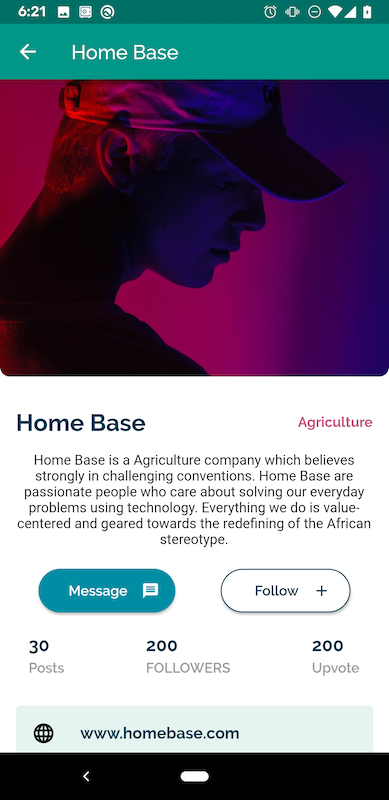 6:21
Home Base
Home Base
Agriculture
Home Base is a Agriculture company which believes
strongly in challenging conventions. Home Base are
passionate people who care about solving our everyday
problems using technology. Everything we do is value-
centered and geared towards the redefining of the African
stereotype.
Message
Follow
30
200
200
Posts
FOLLOWERS
Upvote
www.homebase.com